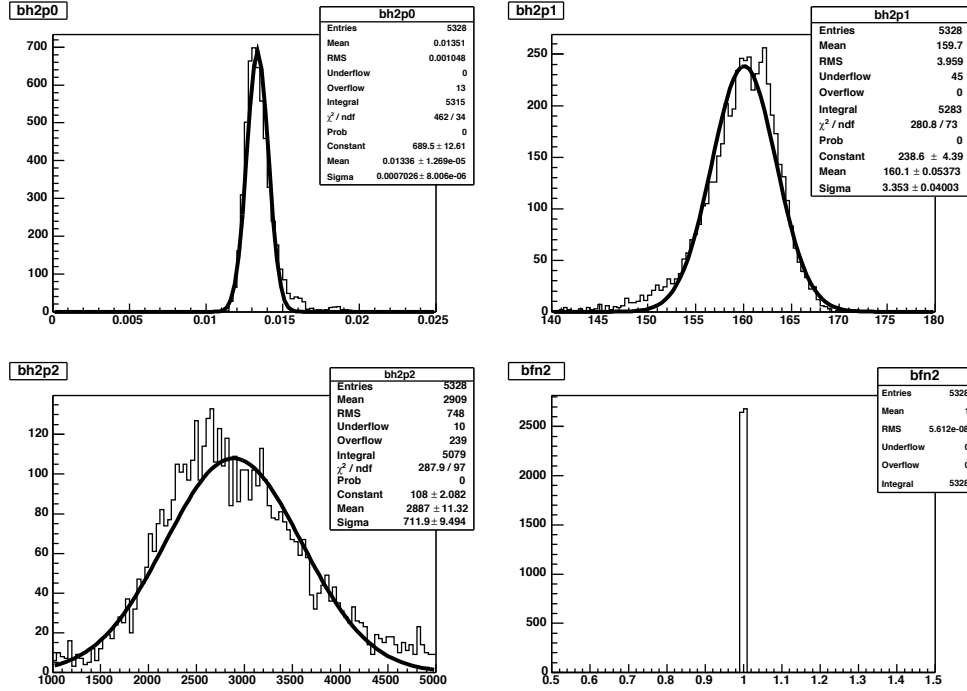 bh2p0
bh2p0
Entries 5328
Mean 0.01351
RMS 0.001048
Underflow 0
Overflow 13
Integral 5315
χ² / ndf 462 / 34
Prob 0
Constant 689.5 ± 12.61
Mean 0.01336 ± 1.269e-05
Sigma 0.0007026 ± 8.006e-06
700
600
500
400
300
200
100
0
0 0.005 0.01 0.015 0.02 0.025
bh2p1
bh2p1
Entries 5328
Mean 159.7
RMS 3.959
Underflow 45
Overflow 0
Integral 5283
χ² / ndf 280.8 / 73
Prob 0
Constant 238.6 ± 4.39
Mean 160.1 ± 0.05373
Sigma 3.353 ± 0.04003
250
200
150
100
50
0
140 145 150 155 160 165 170 175 180
bh2p2
bh2p2
Entries 5328
Mean 2909
RMS 748
Underflow 10
Overflow 239
Integral 5079
χ² / ndf 287.9 / 97
Prob 0
Constant 108 ± 2.082
Mean 2887 ± 11.32
Sigma 711.9 ± 9.494
120
100
80
60
40
20
0
1000 1500 2000 2500 3000 3500 4000 4500 5000
bfn2
bfn2
Entries 5328
Mean 1
RMS 5.612e-08
Underflow 0
Overflow 0
Integral 5328
2500
2000
1500
1000
500
0
0.5 0.6 0.7 0.8 0.9 1 1.1 1.2 1.3 1.4 1.5